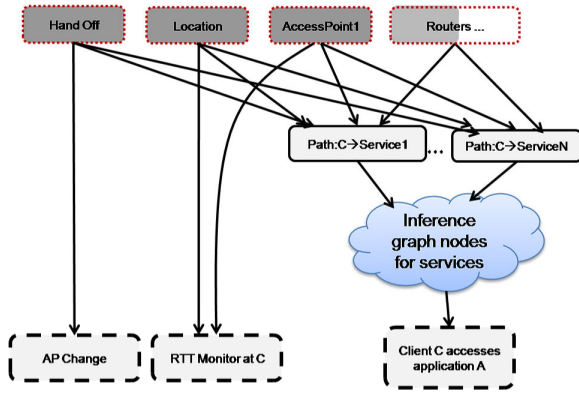 Hand Off
Location
AccessPoint1
Routers ...
Path:C→Service1
...
Path:C→ServiceN
Inference
graph nodes
for services
AP Change
RTT Monitor at C
Client C accesses
application A